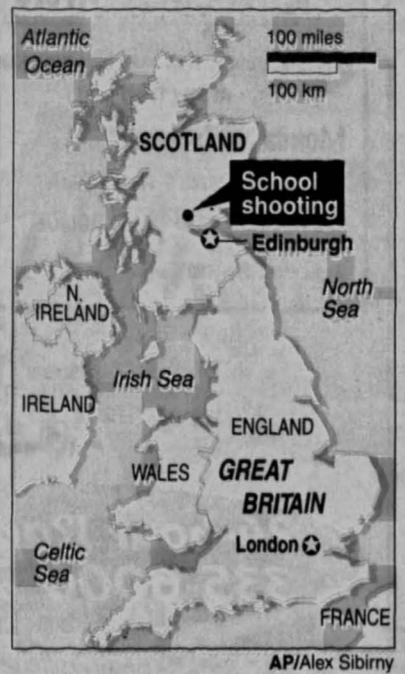 Atlantic
Ocean
100 miles
100 km
SCOTLAND
School
shooting
Edinburgh
North
Sea
N.
IRELAND
Irish Sea
IRELAND
ENGLAND
WALES
GREAT
BRITAIN
London
Celtic
Sea
FRANCE
AP/Alex Sibirny